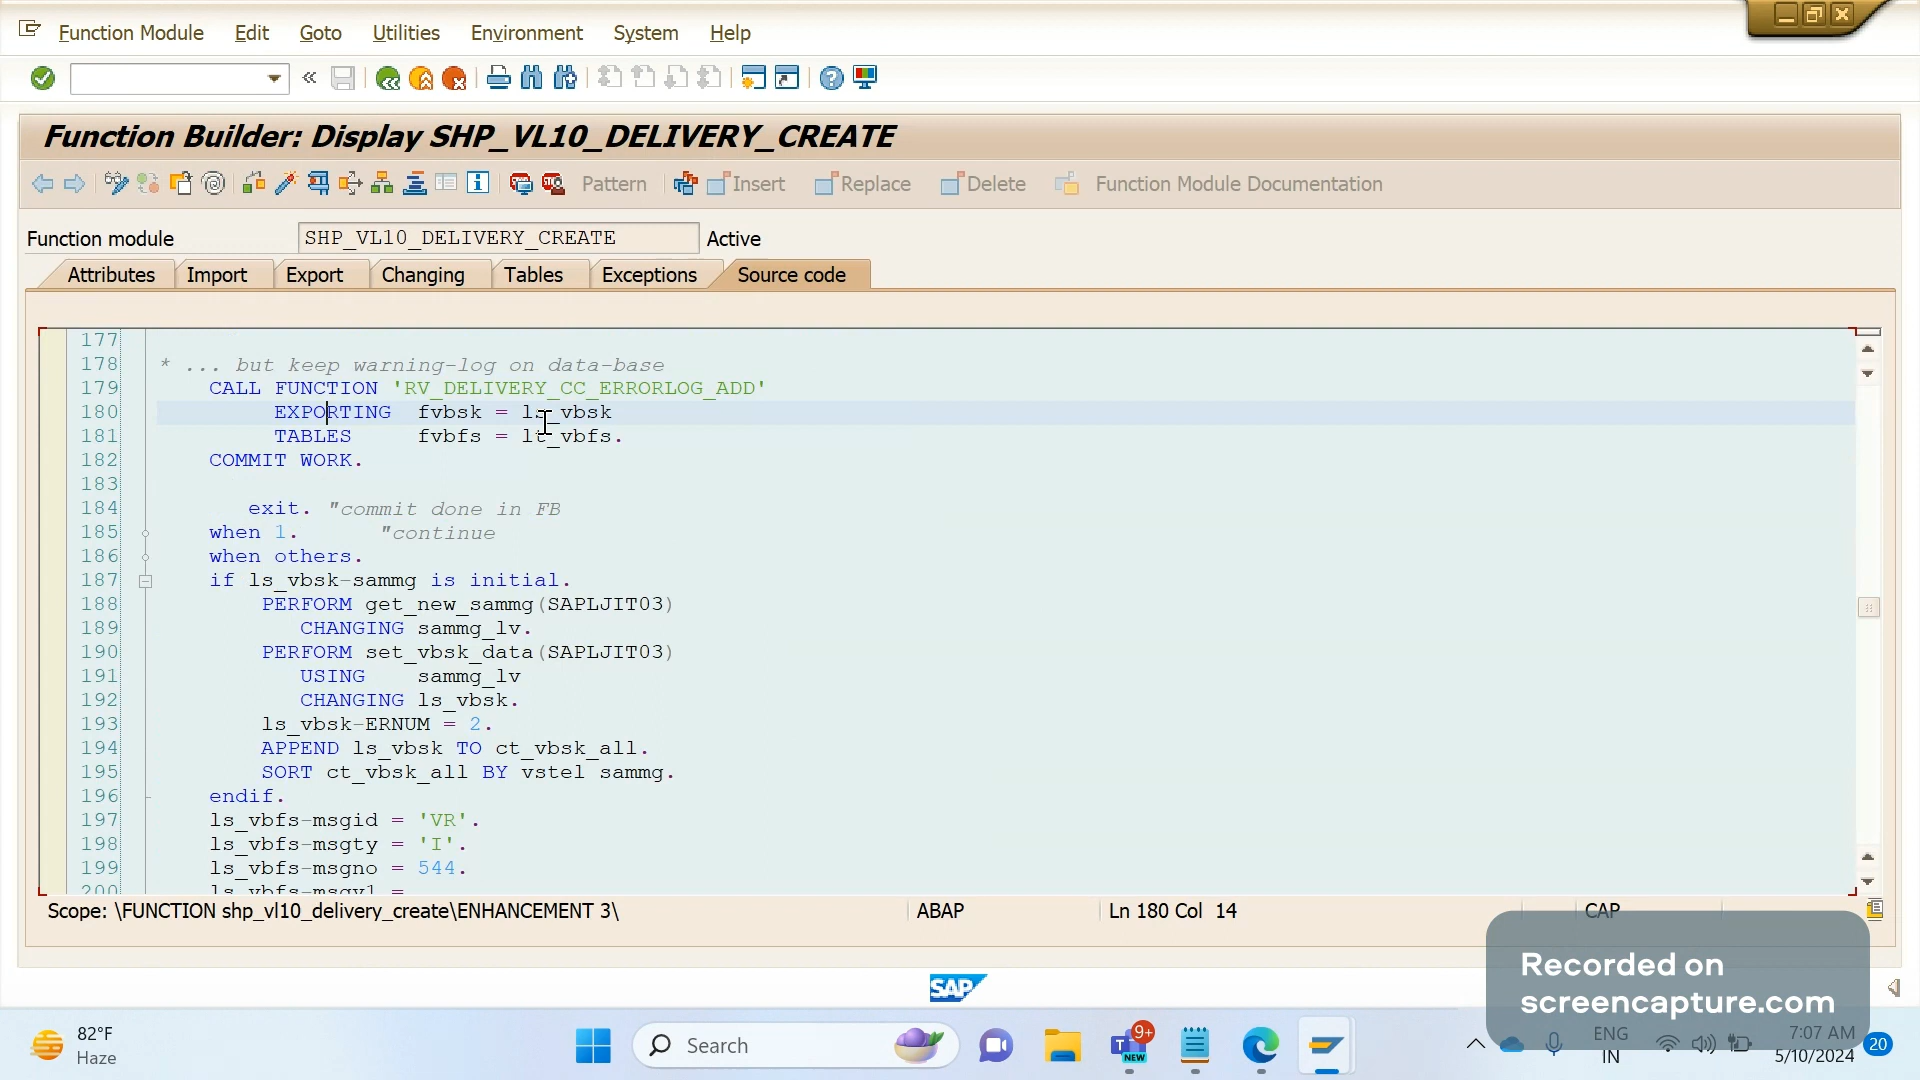 Function Module Edit Goto Utilities Environment System Help
Function Builder: Display SHP_VL10_DELIVERY_CREATE
Pattern Insert Replace Delete Function Module Documentation
Function module SHP_VL10_DELIVERY_CREATE Active
Attributes Import Export Changing Tables Exceptions Source code
177
178 * ... but keep warning-log on data-base
179 CALL FUNCTION 'RV_DELIVERY_CC_ERRORLOG_ADD'
180 EXPORTING fvbsk = ls_vbsk
181 TABLES fvbfs = lt_vbfs.
182 COMMIT WORK.
183
184 exit. "commit done in FB
185 when 1. "continue
186 when others.
187 if ls_vbsk-sammg is initial.
188 PERFORM get_new_sammg(SAPLJIT03)
189 CHANGING sammg_lv.
190 PERFORM set_vbsk_data(SAPLJIT03)
191 USING sammg_lv
192 CHANGING ls_vbsk.
193 ls_vbsk-ERNUM = 2.
194 APPEND ls_vbsk TO ct_vbsk_all.
195 SORT ct_vbsk_all BY vstel sammg.
196 endif.
197 ls_vbfs-msgid = 'VR'.
198 ls_vbfs-msgty = 'I'.
199 ls_vbfs-msgno = 544.
200 ls_vbfs-msgv1 =
Scope: \FUNCTION shp_vl10_delivery_create\ENHANCEMENT 3\ ABAP Ln 180 Col 14 CAP
Recorded on
screencapture.com
SAP
82°F
Haze
Search
9+
NEW
ENG
IN
7:07 AM
5/10/2024
20